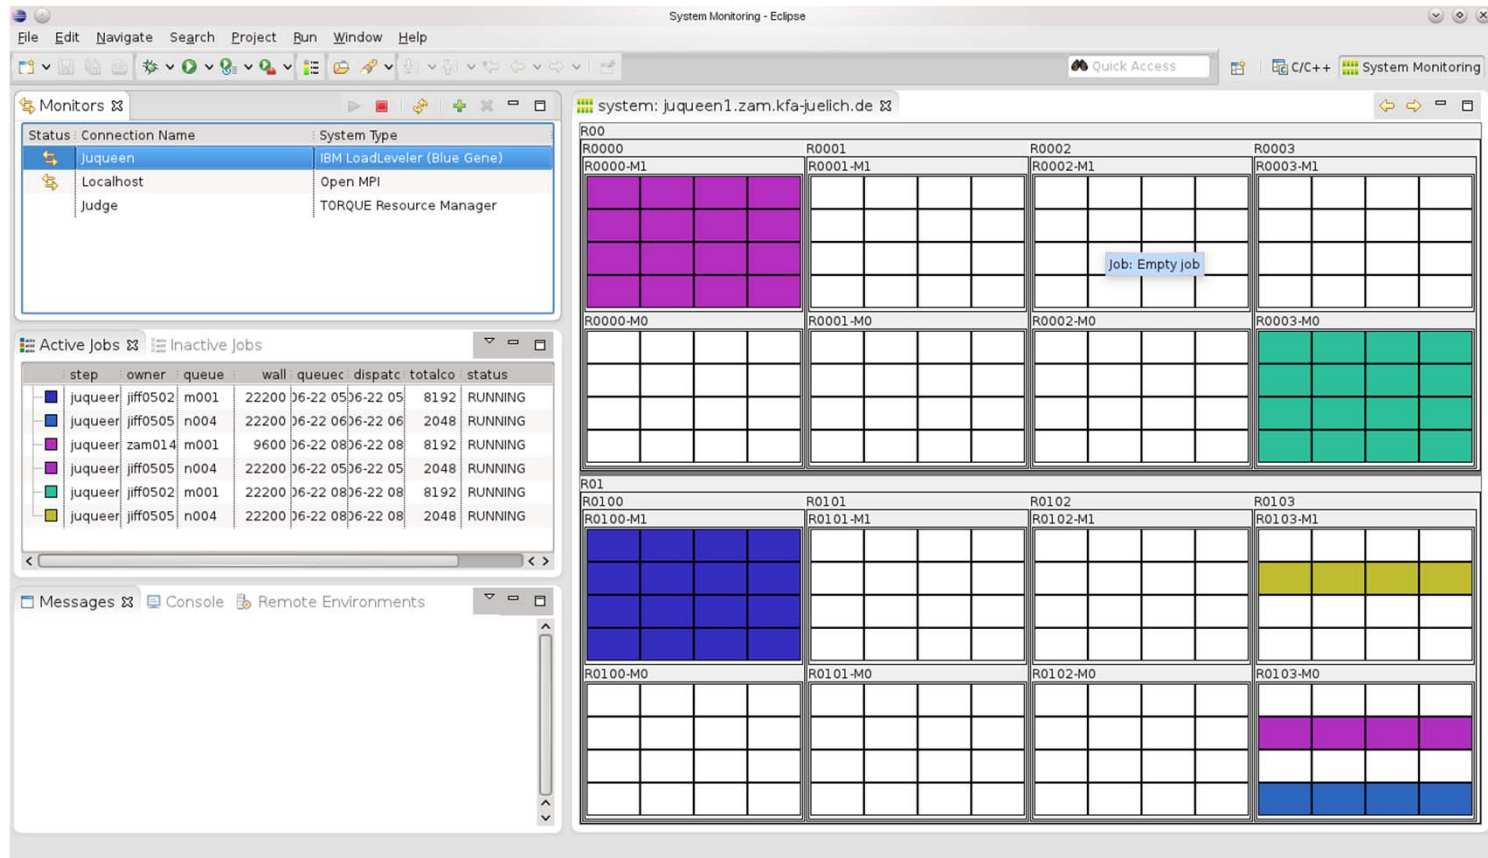 System Monitoring - Eclipse
File Edit Navigate Search Project Run Window Help
Quick Access C/C++ System Monitoring
Monitors
Status Connection Name System Type
Juqueen IBM LoadLeveler (Blue Gene)
Localhost Open MPI
Judge TORQUE Resource Manager
Active Jobs Inactive Jobs
step owner queue wall queuec dispatc totalco status
juqueer jiff0502 m001 22200 06-22 05 06-22 05 8192 RUNNING
juqueer jiff0505 n004 22200 06-22 06 06-22 06 2048 RUNNING
juqueer zam014 m001 9600 06-22 08 06-22 08 8192 RUNNING
juqueer jiff0505 n004 22200 06-22 05 06-22 05 2048 RUNNING
juqueer jiff0502 m001 22200 06-22 08 06-22 08 8192 RUNNING
juqueer jiff0505 n004 22200 06-22 08 06-22 08 2048 RUNNING
Messages Console Remote Environments
system: juqueen1.zam.kfa-juelich.de
R00
R0000 R0001 R0002 R0003
R0000-M1 R0001-M1 R0002-M1 R0003-M1
Job: Empty job
R0000-M0 R0001-M0 R0002-M0 R0003-M0
R01
R0100 R0101 R0102 R0103
R0100-M1 R0101-M1 R0102-M1 R0103-M1
R0100-M0 R0101-M0 R0102-M0 R0103-M0